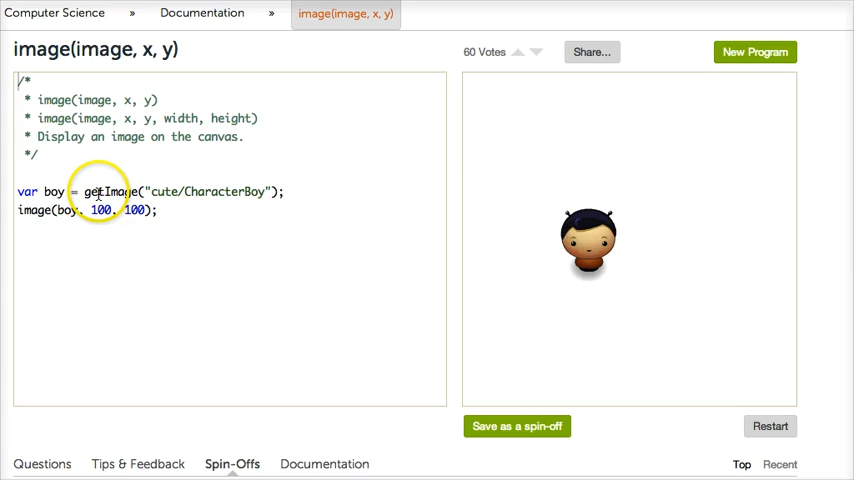 Computer Science » Documentation » image(image, x, y)
image(image, x, y)
60 Votes
Share...
New Program
/*
* image(image, x, y)
* image(image, x, y, width, height)
* Display an image on the canvas.
*/
var boy = getImage("cute/CharacterBoy");
image(boy, 100, 100);
Save as a spin-off
Restart
Questions Tips & Feedback Spin-Offs Documentation
Top Recent